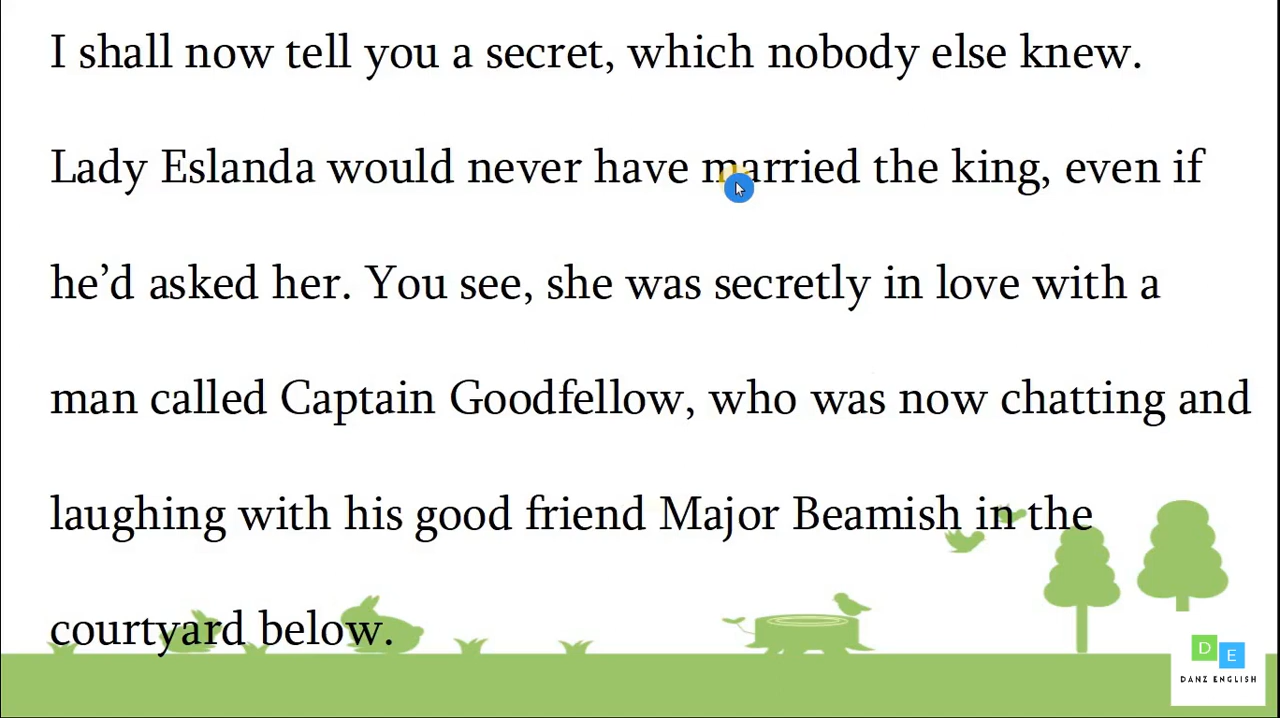 I shall now tell you a secret, which nobody else knew.
Lady Eslanda would never have married the king, even if
he’d asked her. You see, she was secretly in love with a
man called Captain Goodfellow, who was now chatting and
laughing with his good friend Major Beamish in the
courtyard below.
D E
DANZ ENGLISH